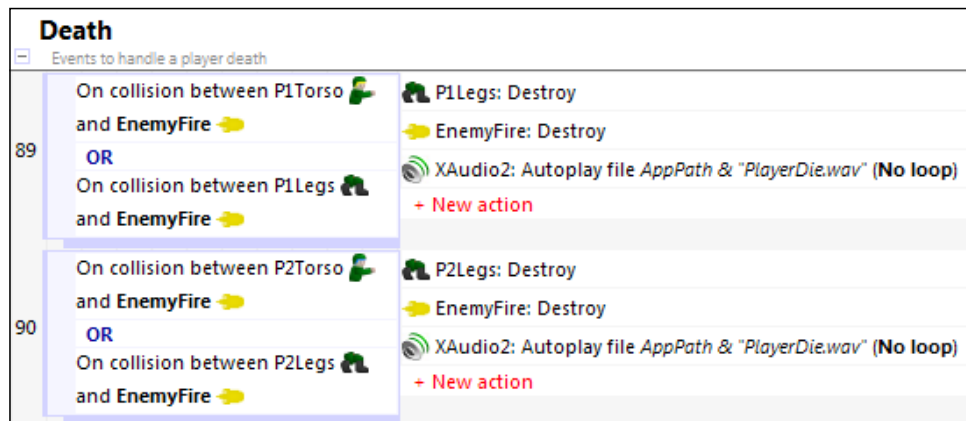 Death
Events to handle a player death
89
On collision between P1Torso
and EnemyFire
OR
On collision between P1Legs
and EnemyFire
P1Legs: Destroy
EnemyFire: Destroy
XAudio2: Autoplay file AppPath & "PlayerDie.wav" (No loop)
+ New action
90
On collision between P2Torso
and EnemyFire
OR
On collision between P2Legs
and EnemyFire
P2Legs: Destroy
EnemyFire: Destroy
XAudio2: Autoplay file AppPath & "PlayerDie.wav" (No loop)
+ New action